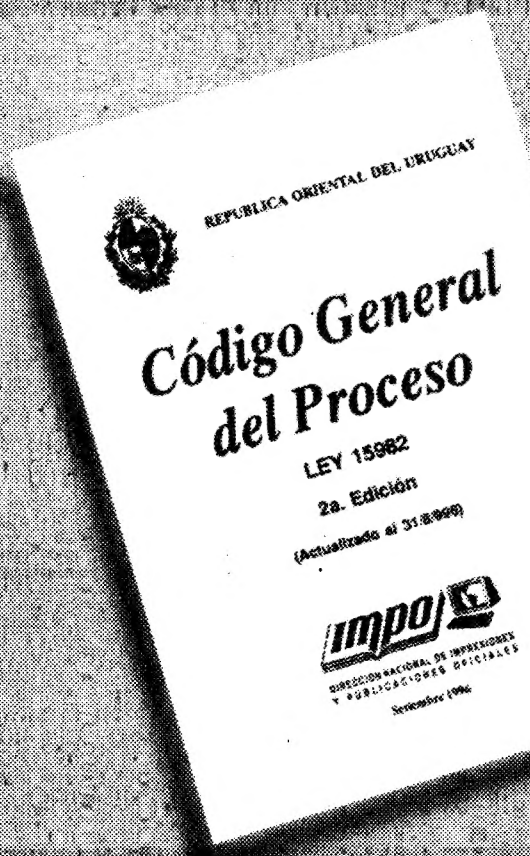 REPUBLICA ORIENTAL DEL URUGUAY
Código General
del Proceso
LEY 15982
2a. Edición
(Actualizado al 31/8/996)
IMPO
DIRECCION NACIONAL DE IMPRESIONES
Y PUBLICACIONES OFICIALES
Setiembre 1996